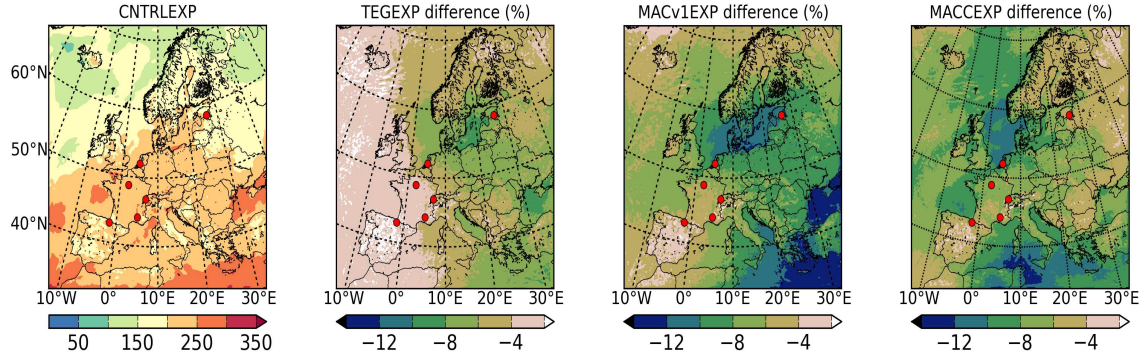 CNTRLEXP TEGEXP difference (%) MACv1EXP difference (%) MACCEXP difference (%)
60°N
50°N
40°N
10°W 0° 10°E 20°E 30°E 10°W 0° 10°E 20°E 30°E 10°W 0° 10°E 20°E 30°E 10°W 0° 10°E 20°E 30°E
50 150 250 350 −12 −8 −4 −12 −8 −4 −12 −8 −4